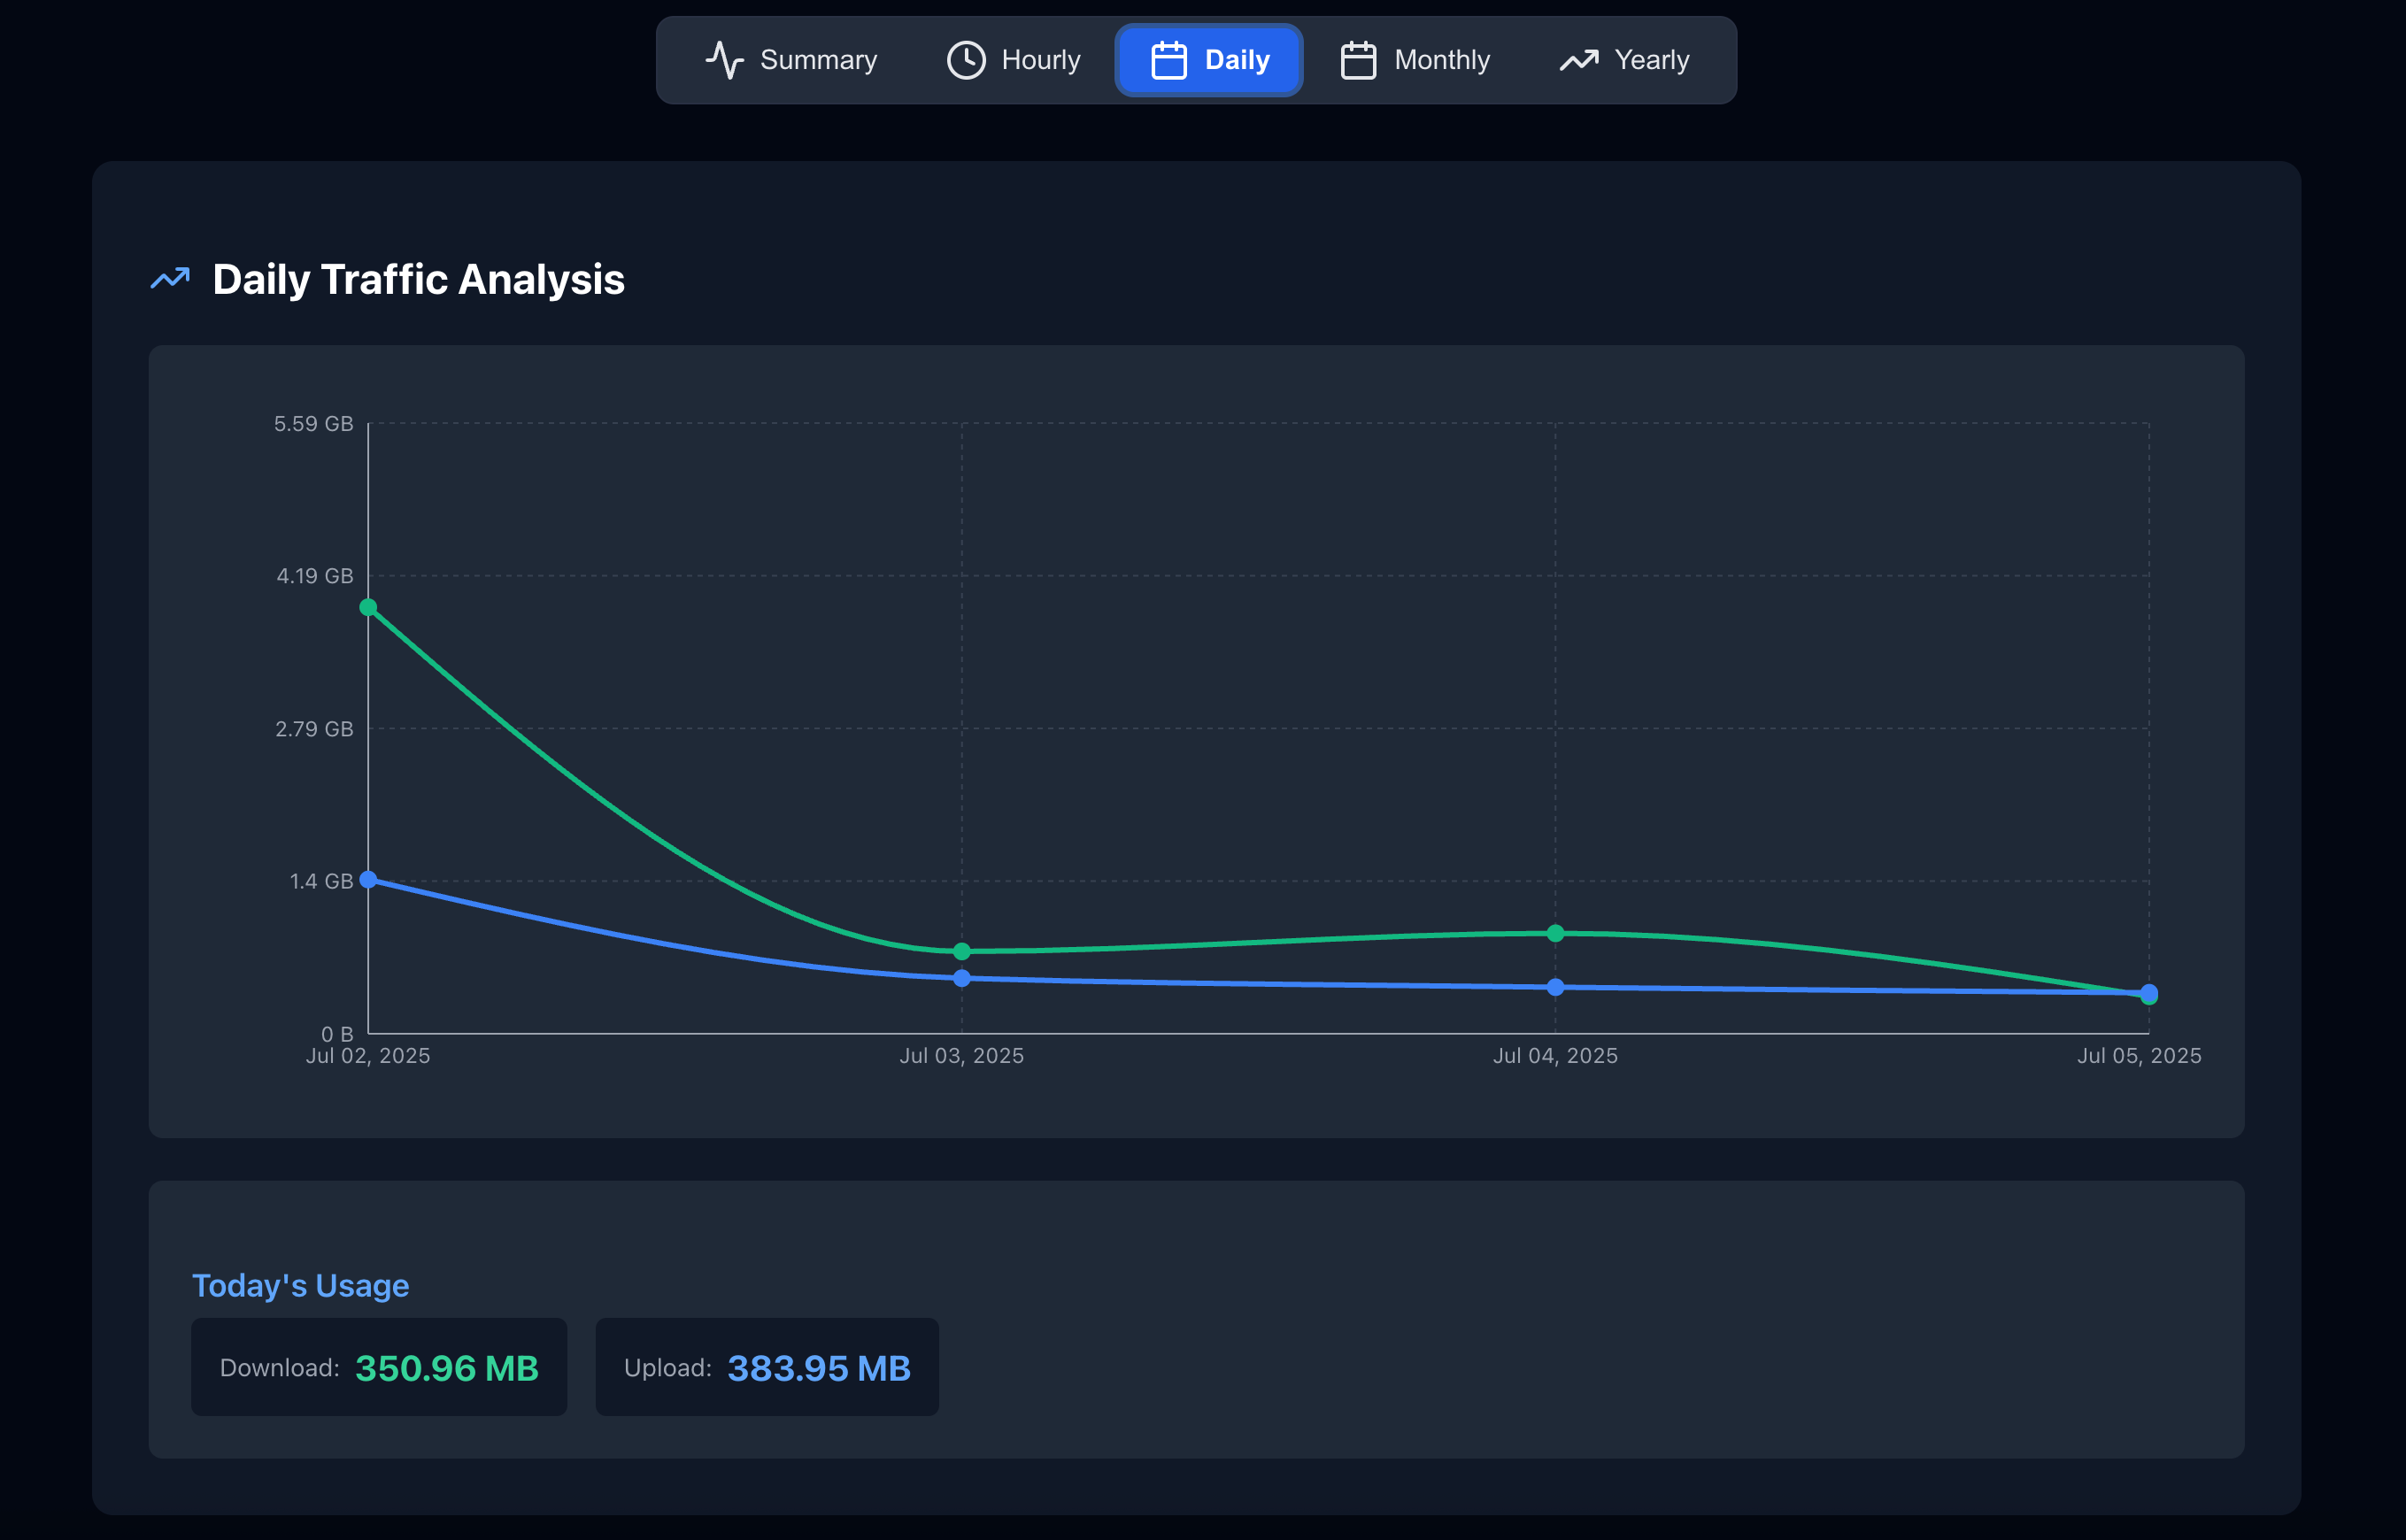 Summary Hourly Daily Monthly Yearly
Daily Traffic Analysis
5.59 GB
4.19 GB
2.79 GB
1.4 GB
0 B
Jul 02, 2025 Jul 03, 2025 Jul 04, 2025 Jul 05, 2025
Today's Usage
Download: 350.96 MB Upload: 383.95 MB